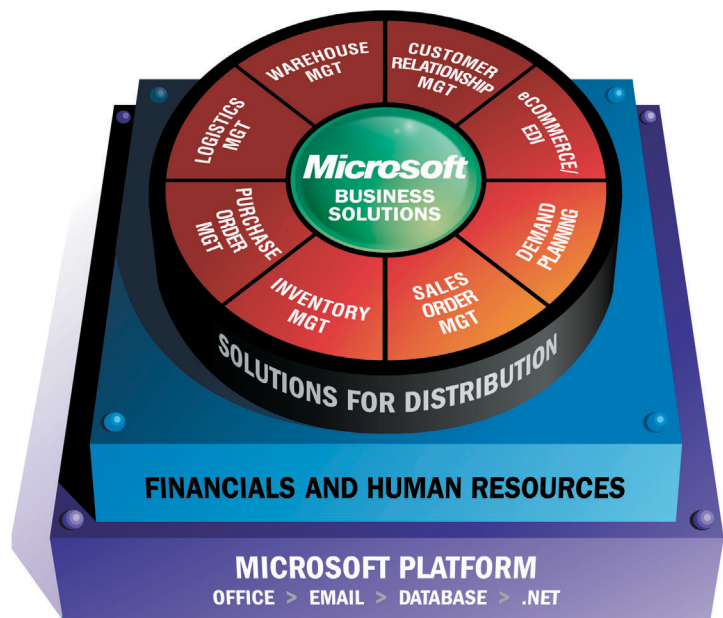 WAREHOUSE
MGT
CUSTOMER
RELATIONSHIP
MGT
eCOMMERCE/
EDI
DEMAND
PLANNING
SALES
ORDER
MGT
INVENTORY
MGT
PURCHASE
ORDER
MGT
LOGISTICS
MGT
Microsoft
BUSINESS
SOLUTIONS
SOLUTIONS FOR DISTRIBUTION
FINANCIALS AND HUMAN RESOURCES
MICROSOFT PLATFORM
OFFICE > EMAIL > DATABASE > .NET